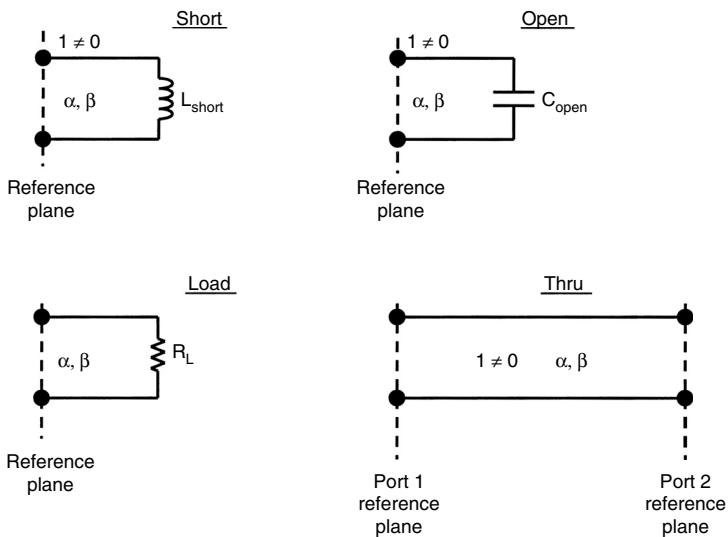 Short
1 ≠ 0
α, β
L_short
Reference
plane
Open
1 ≠ 0
α, β
C_open
Reference
plane
Load
α, β
R_L
Reference
plane
Thru
1 ≠ 0
α, β
Port 1
reference
plane
Port 2
reference
plane